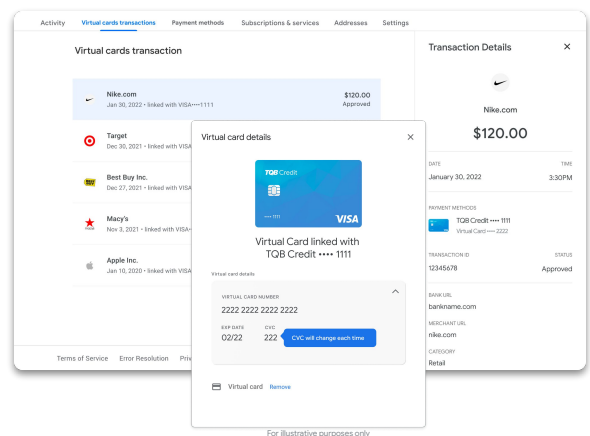 Activity
Virtual cards transactions
Payment methods
Subscriptions & services
Addresses
Settings
Virtual cards transaction
Nike.com
Jan 30, 2022 • linked with VISA••••1111
$120.00
Approved
Target
Dec 30, 2021 • linked with VISA
Best Buy Inc.
Dec 27, 2021 • linked with VISA
Macy's
Nov 3, 2021 • linked with VISA
Apple Inc.
Jan 10, 2020 • linked with VISA
Terms of Service
Error Resolution
Virtual card details
TQB Credit
•••• 1111
VISA
Virtual Card linked with
TQB Credit •••• 1111
Virtual card details
VIRTUAL CARD NUMBER
2222 2222 2222 2222
EXP DATE
CVC
02/22
222
CVC will change each time
Virtual card
Remove
Transaction Details
Nike.com
$120.00
DATE
TIME
January 30, 2022
3:30PM
PAYMENT METHODS
TQB Credit •••• 1111
Virtual Card •••• 2222
TRANSACTION ID
STATUS
12345678
Approved
BANK URL
bankname.com
MERCHANT URL
nike.com
CATEGORY
Retail
For illustrative purposes only